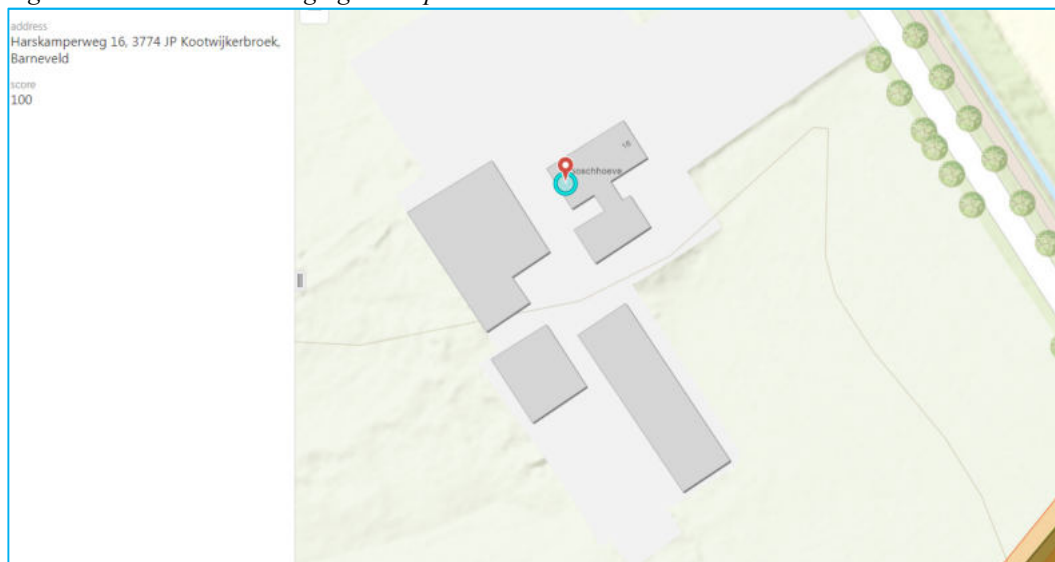 address
Harskamperweg 16, 3774 JP Kootwijkerbroek,
Barneveld
score
100
16